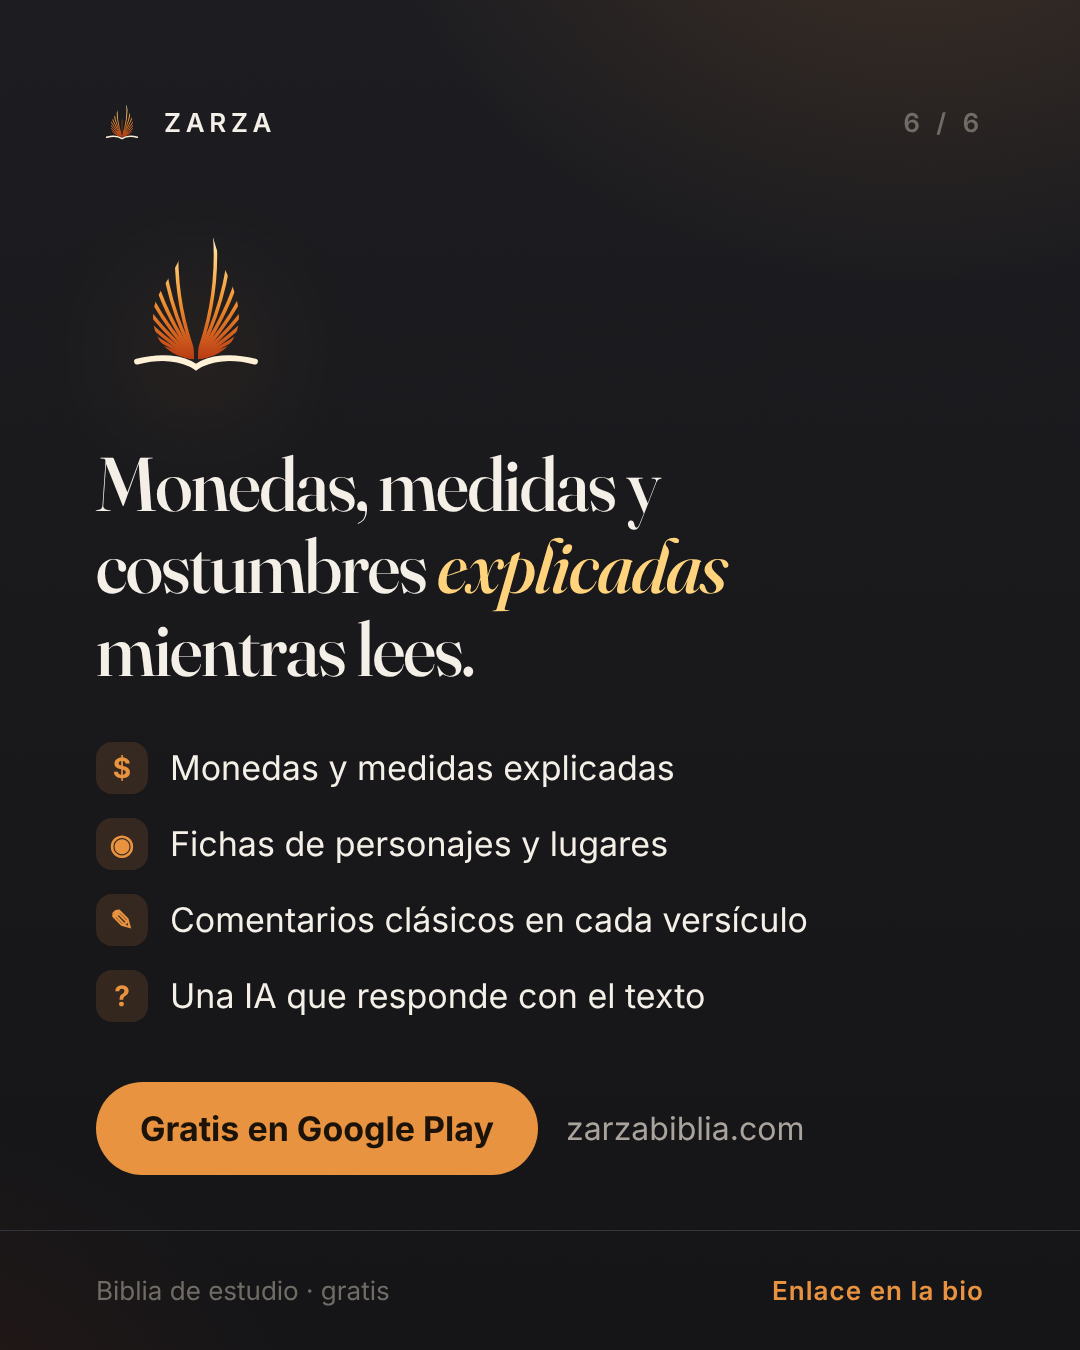 ZARZA
6 / 6
Monedas, medidas y
costumbres explicadas
mientras lees.
$ Monedas y medidas explicadas
◉ Fichas de personajes y lugares
✎ Comentarios clásicos en cada versículo
? Una IA que responde con el texto
Gratis en Google Play
zarzabiblia.com
Biblia de estudio · gratis
Enlace en la bio